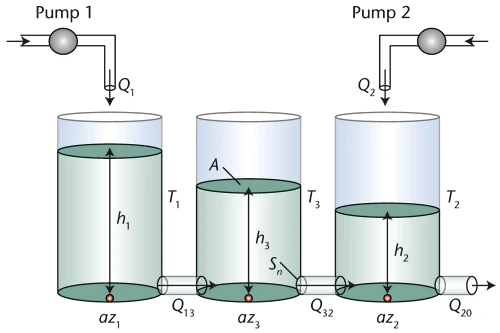 Pump 1
Pump 2
Q1
Q2
A
T1
T3
T2
h1
h3
h2
Sn
Q13
Q32
Q20
az1
az3
az2